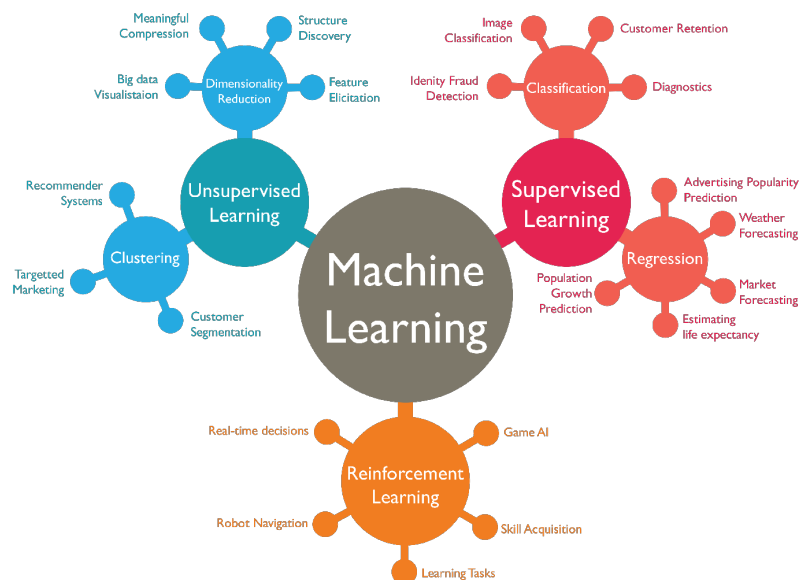 Meaningful
Compression
Structure
Discovery
Big data
Visualistaion
Dimensionality
Reduction
Feature
Elicitation
Unsupervised
Learning
Recommender
Systems
Clustering
Targetted
Marketing
Customer
Segmentation
Image
Classification
Customer Retention
Idenity Fraud
Detection
Classification
Diagnostics
Supervised
Learning
Advertising Popularity
Prediction
Weather
Forecasting
Regression
Population
Growth
Prediction
Market
Forecasting
Estimating
life expectancy
Machine
Learning
Real-time decisions
Game AI
Reinforcement
Learning
Robot Navigation
Skill Acquisition
Learning Tasks